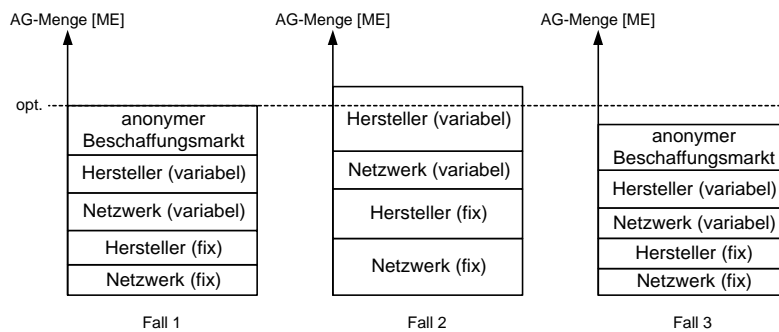 AG-Menge [ME]
AG-Menge [ME]
AG-Menge [ME]
opt.
anonymer
Beschaffungsmarkt
Hersteller (variabel)
Netzwerk (variabel)
Hersteller (fix)
Netzwerk (fix)
Fall 1
Hersteller (variabel)
Netzwerk (variabel)
Hersteller (fix)
Netzwerk (fix)
Fall 2
anonymer
Beschaffungsmarkt
Hersteller (variabel)
Netzwerk (variabel)
Hersteller (fix)
Netzwerk (fix)
Fall 3